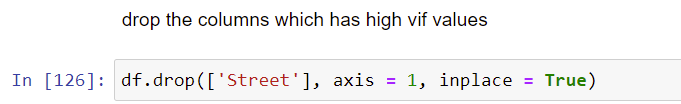 drop the columns which has high vif values
In [126]: df.drop(['Street'], axis = 1, inplace = True)